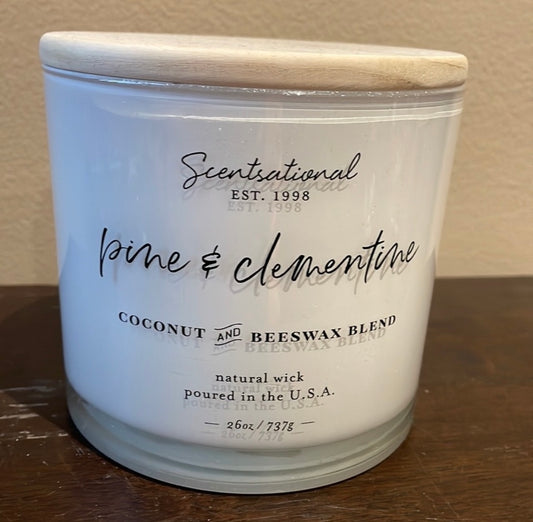 Scentsational
EST. 1998
pine & clementine
COCONUT AND BEESWAX BLEND
natural wick
poured in the U.S.A.
— 26oz / 737g —